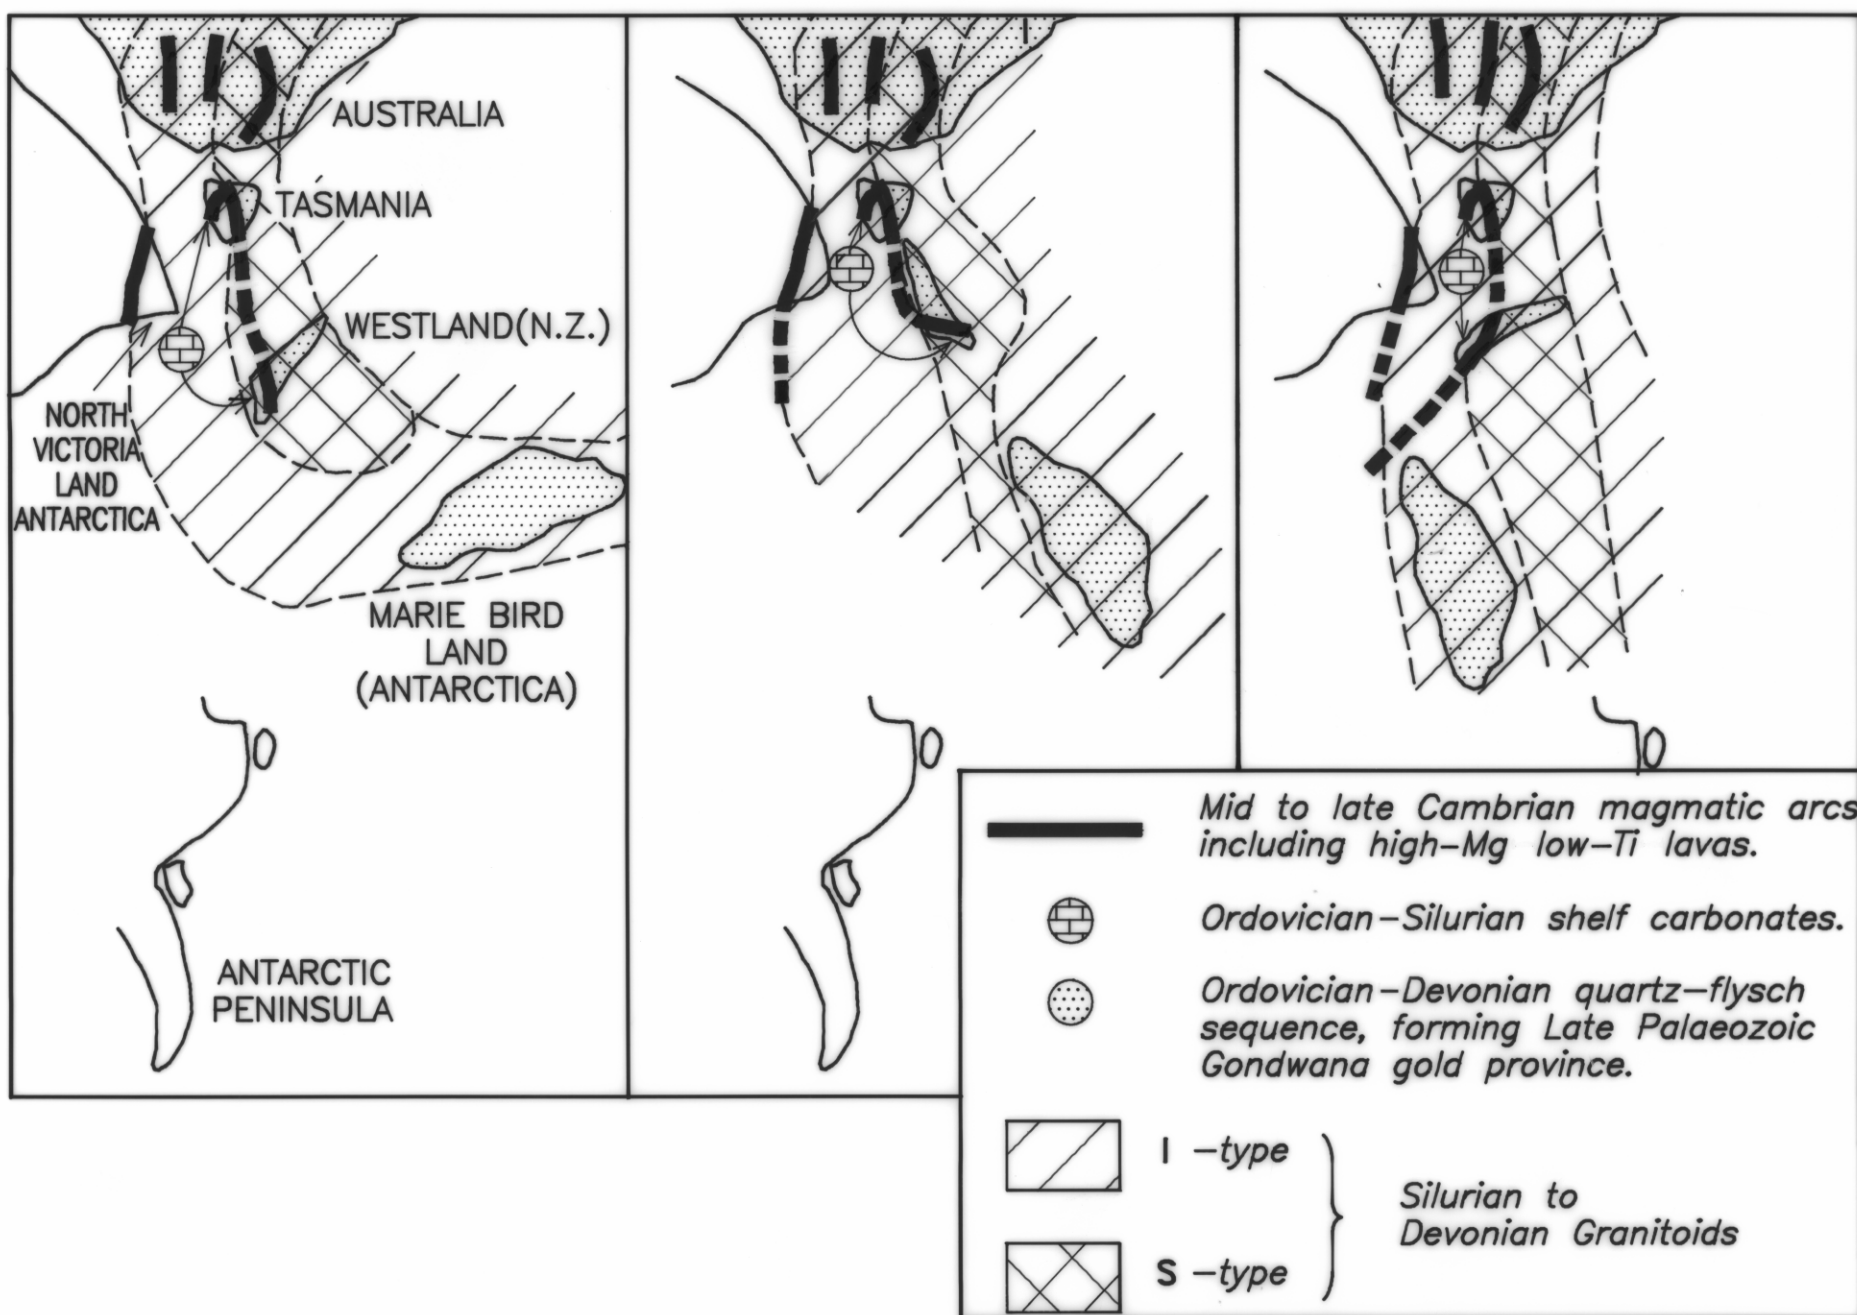 AUSTRALIA
TASMANIA
WESTLAND(N.Z.)
NORTH
VICTORIA
LAND
ANTARCTICA
MARIE BIRD
LAND
(ANTARCTICA)
ANTARCTIC
PENINSULA
Mid to late Cambrian magmatic arcs
including high-Mg low-Ti lavas.
Ordovician-Silurian shelf carbonates.
Ordovician-Devonian quartz-flysch
sequence, forming Late Palaeozoic
Gondwana gold province.
I -type
S -type
Silurian to
Devonian Granitoids